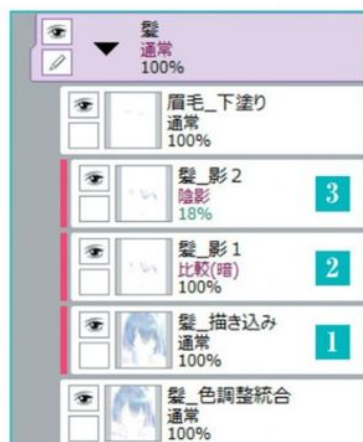 髪
通常
100%
眉毛_下塗り
通常
100%
髪_影2
陰影
18%
3
髪_影1
比較(暗)
100%
2
髪_描き込み
通常
100%
1
髪_色調整統合
通常
100%